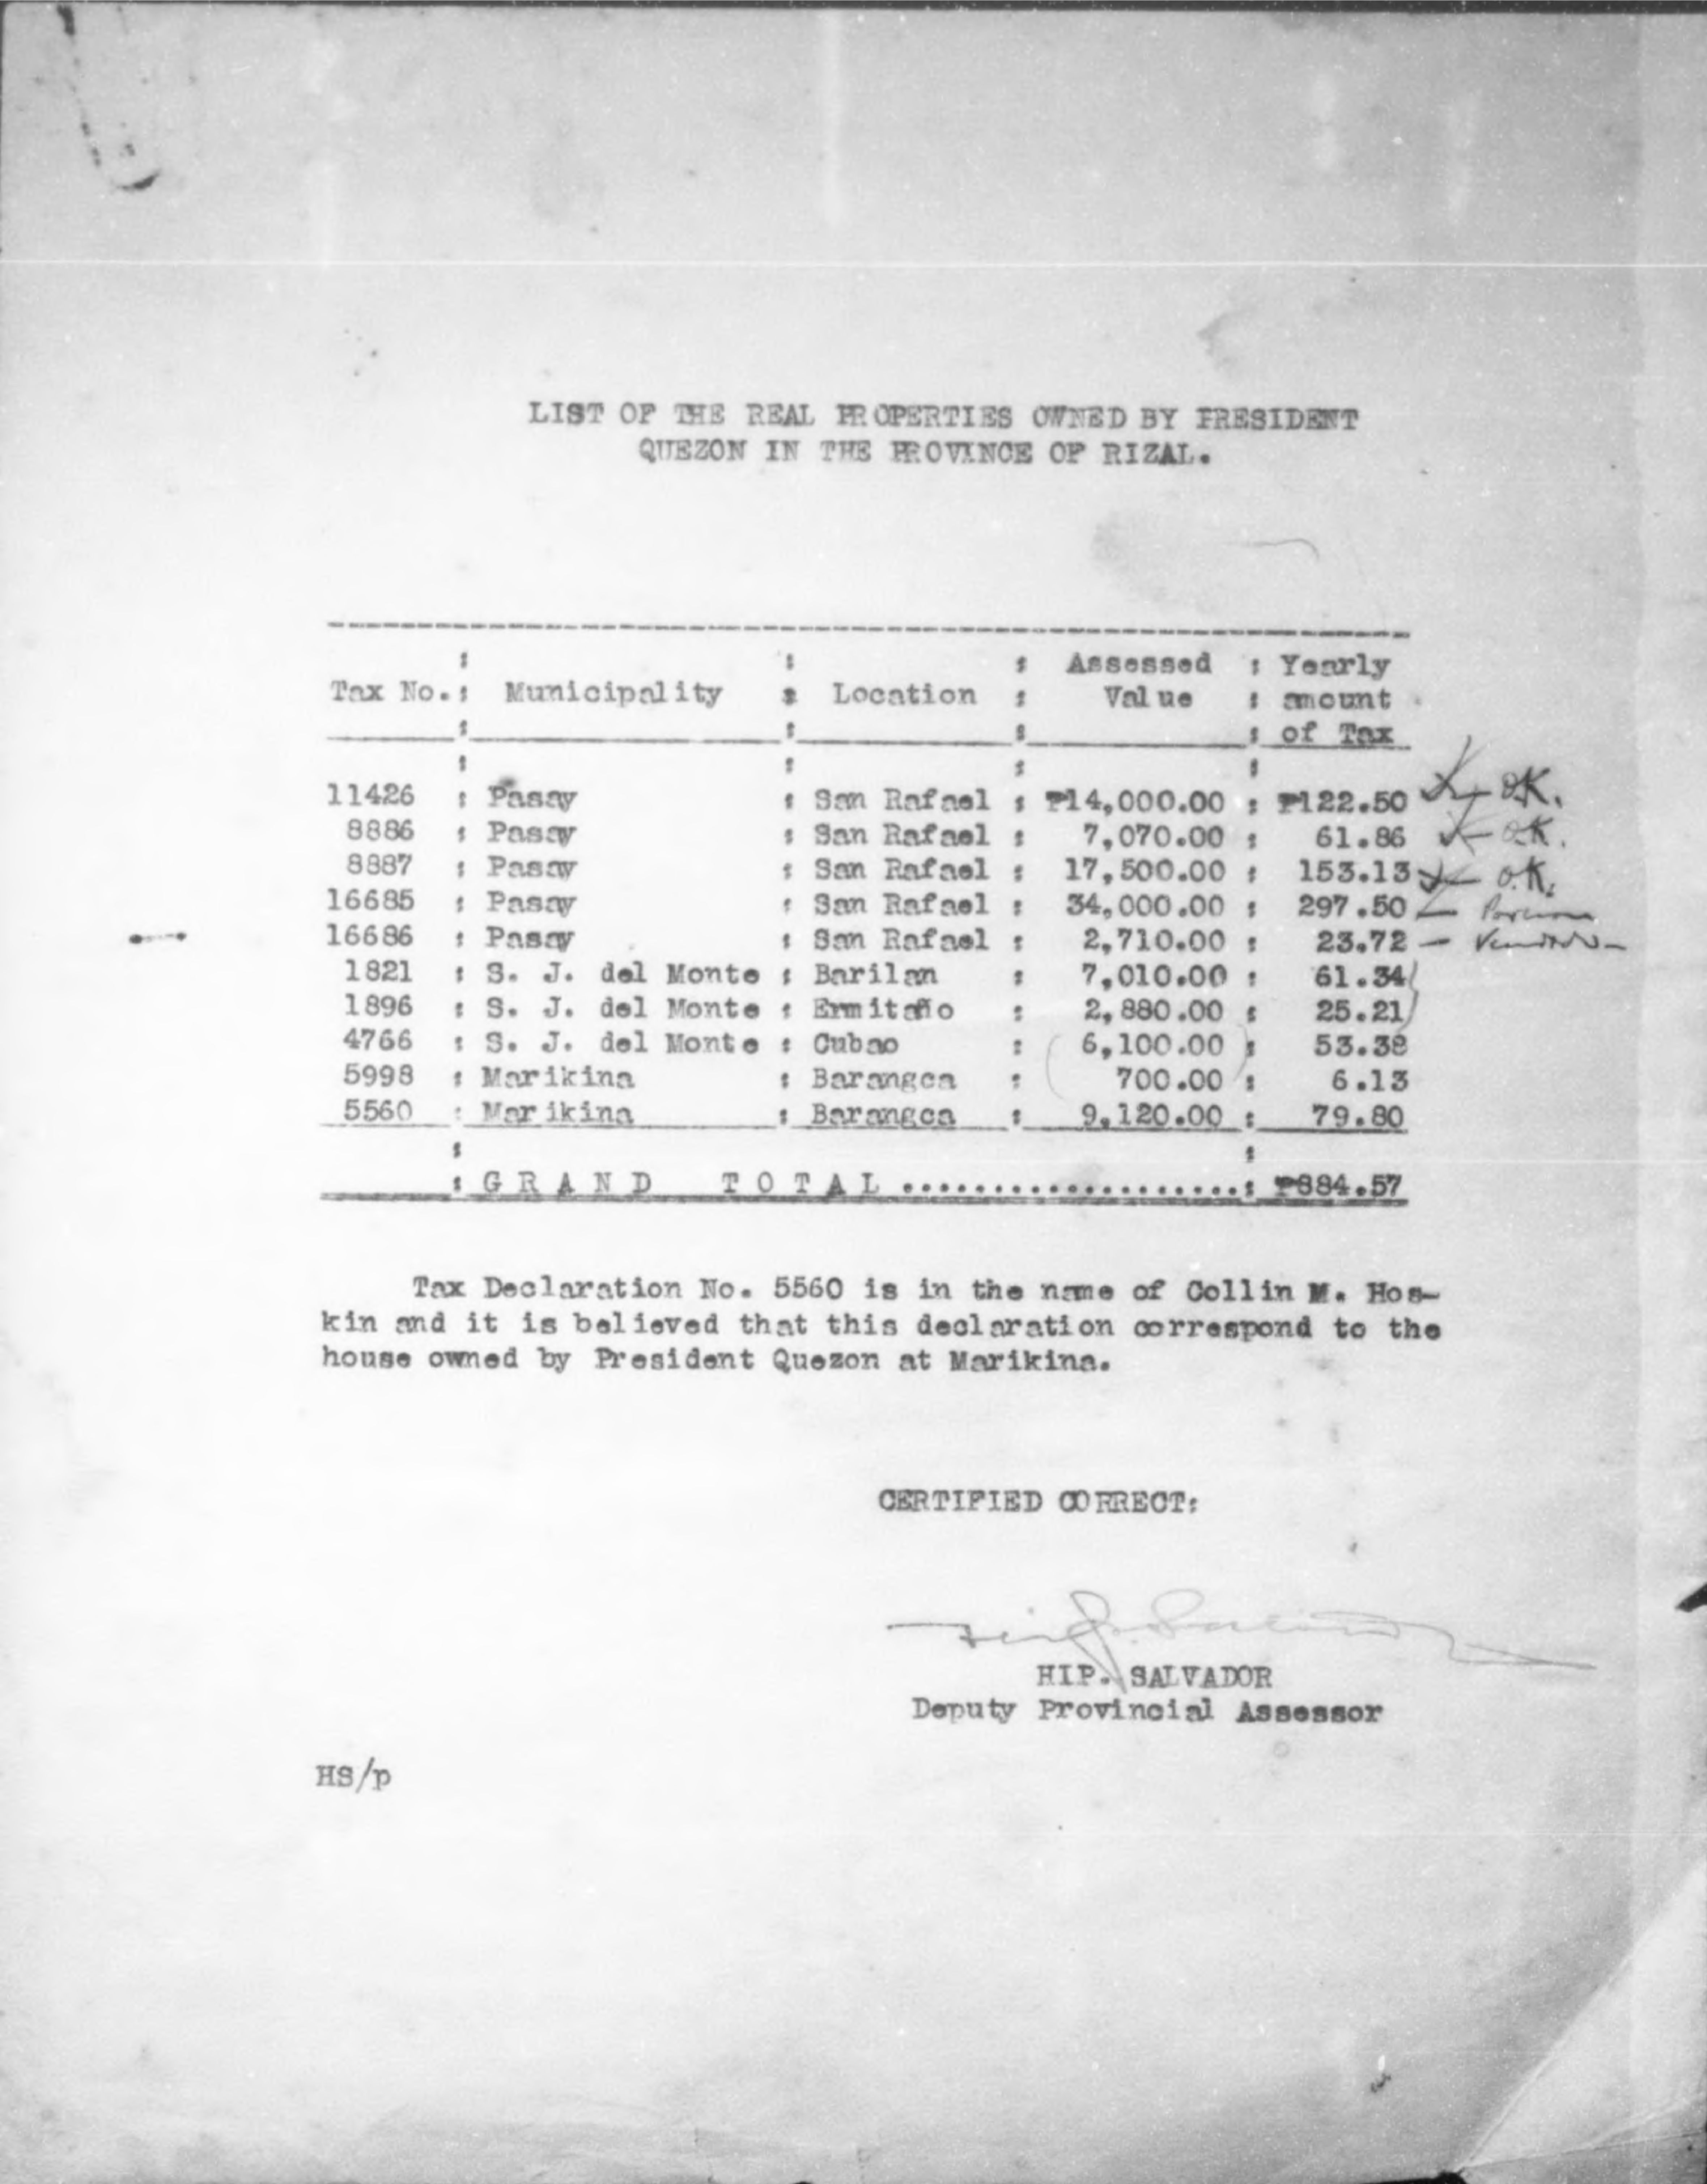 LIST OF THE REAL PROPERTIES OWNED BY PRESIDENT
QUEZON IN THE PROVINCE OF RIZAL.
Tax No. : Municipality : Location : Assessed Value : Yearly amount of Tax
11426 : Pasay : San Rafael : ₱14,000.00 : ₱122.50 O.K.
8886 : Pasay : San Rafael : 7,070.00 : 61.86 O.K.
8887 : Pasay : San Rafael : 17,500.00 : 153.13 O.K.
16685 : Pasay : San Rafael : 34,000.00 : 297.50
16686 : Pasay : San Rafael : 2,710.00 : 23.72
1821 : S. J. del Monte : Barilan : 7,010.00 : 61.34
1896 : S. J. del Monte : Ermitaño : 2,880.00 : 25.21
4766 : S. J. del Monte : Cubao : 6,100.00 : 53.38
5998 : Marikina : Barangca : 700.00 : 6.13
5560 : Marikina : Barangca : 9,120.00 : 79.80
: G R A N D T O T A L ....................: ₱884.57
Tax Declaration No. 5560 is in the name of Collin M. Hos-
kin and it is believed that this declaration correspond to the
house owned by President Quezon at Marikina.
CERTIFIED CORRECT:
HIP. SALVADOR
Deputy Provincial Assessor
HS/p